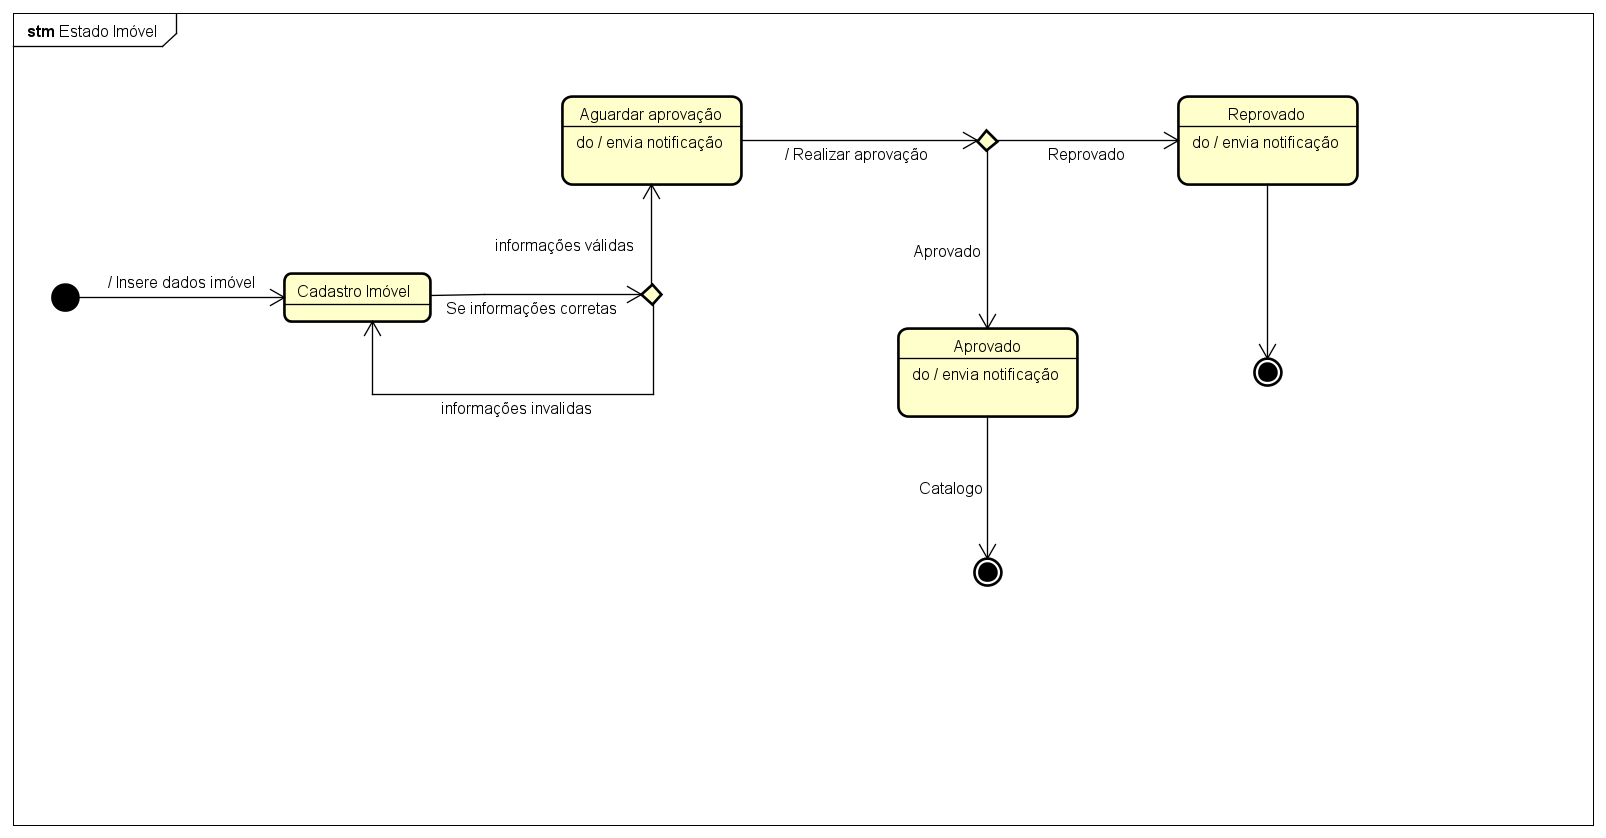 stm Estado Imóvel
Aguardar aprovação
do / envia notificação
/ Realizar aprovação
Reprovado
Reprovado
do / envia notificação
informações válidas
Aprovado
/ Insere dados imóvel
Cadastro Imóvel
Se informações corretas
informações invalidas
Aprovado
do / envia notificação
Catalogo